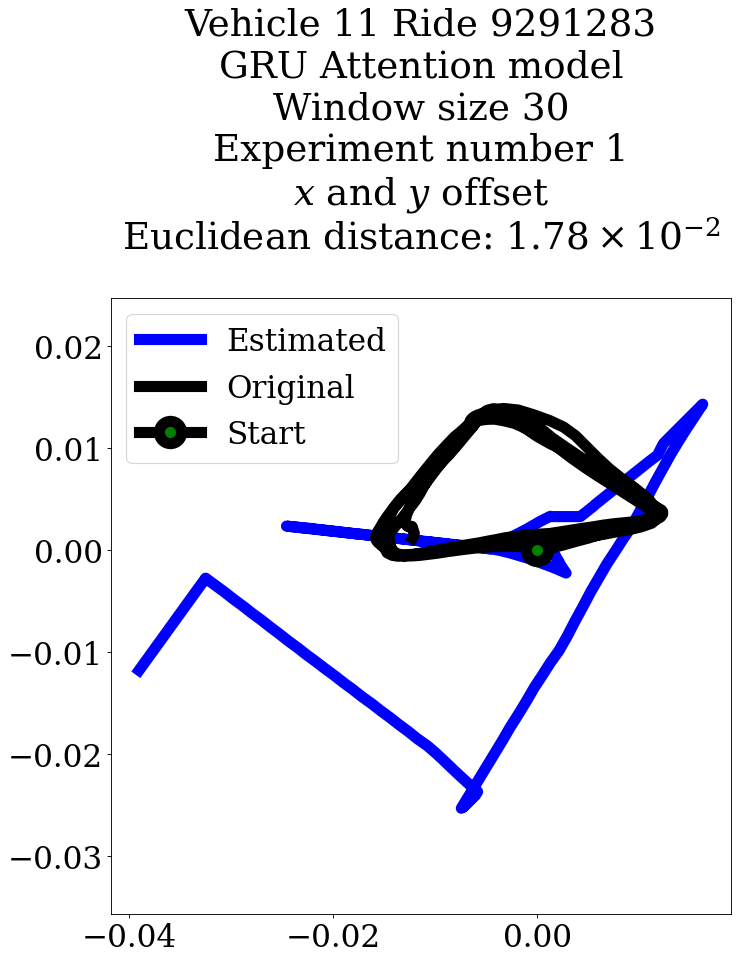 Vehicle 11 Ride 9291283
GRU Attention model
Window size 30
Experiment number 1
x and y offset
Euclidean distance: 1.78 × 10⁻²
Estimated
Original
Start
0.02
0.01
0.00
−0.01
−0.02
−0.03
−0.04
−0.02
0.00